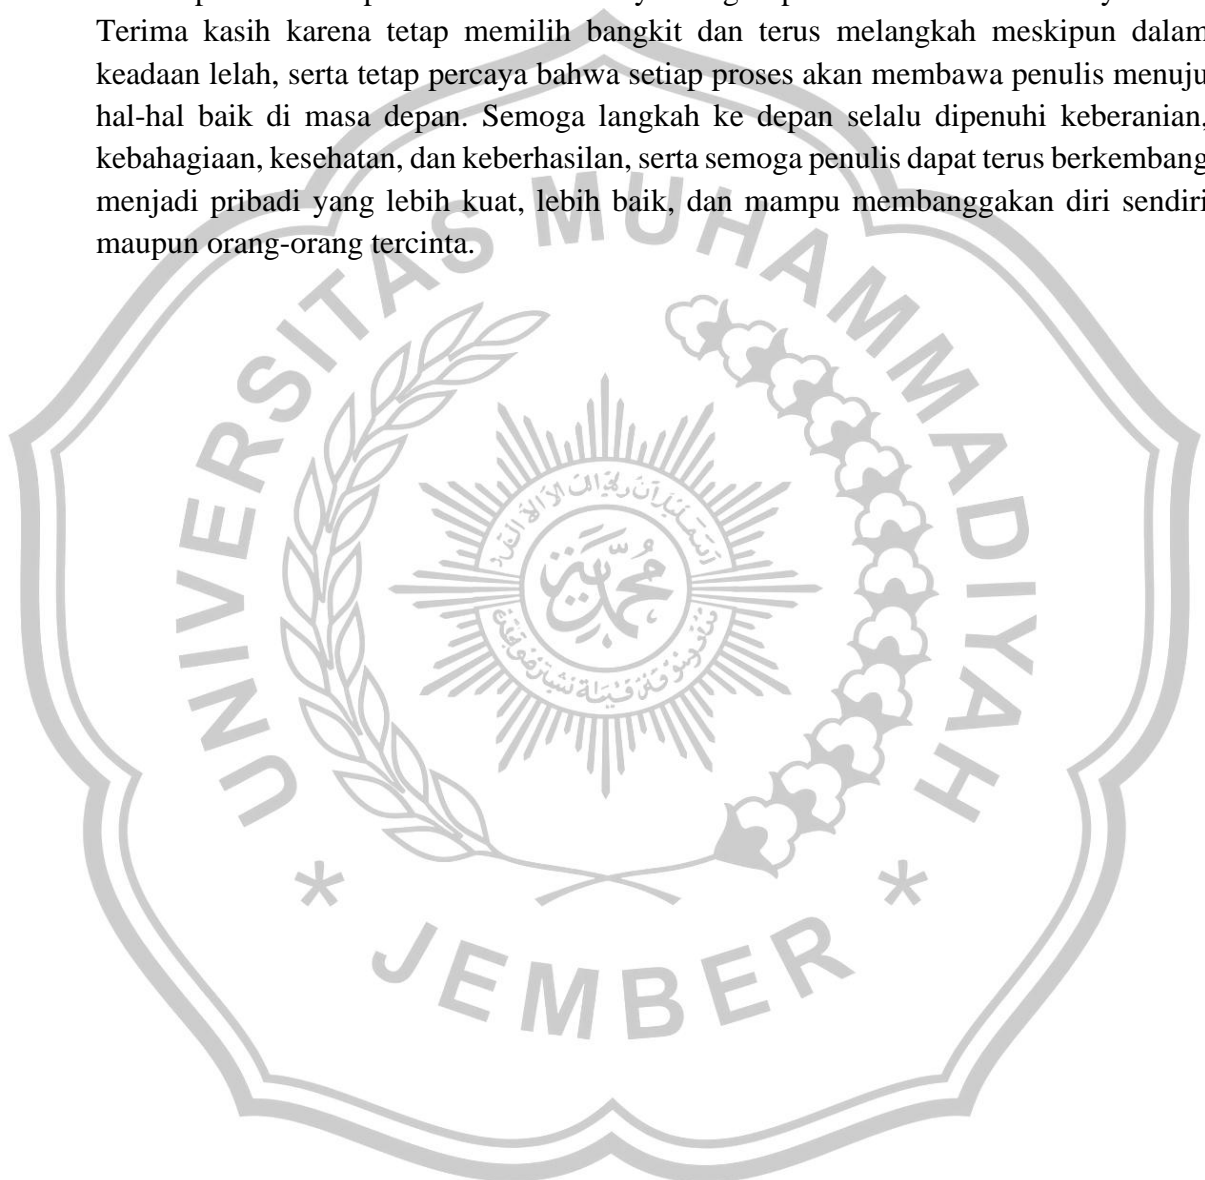 Terima kasih karena tetap memilih bangkit dan terus melangkah meskipun dalam
keadaan lelah, serta tetap percaya bahwa setiap proses akan membawa penulis menuju
hal-hal baik di masa depan. Semoga langkah ke depan selalu dipenuhi keberanian,
kebahagiaan, kesehatan, dan keberhasilan, serta semoga penulis dapat terus berkembang
menjadi pribadi yang lebih kuat, lebih baik, dan mampu membanggakan diri sendiri
maupun orang-orang tercinta.
UNIVERSITAS MUHAMMADIYAH
* JEMBER *